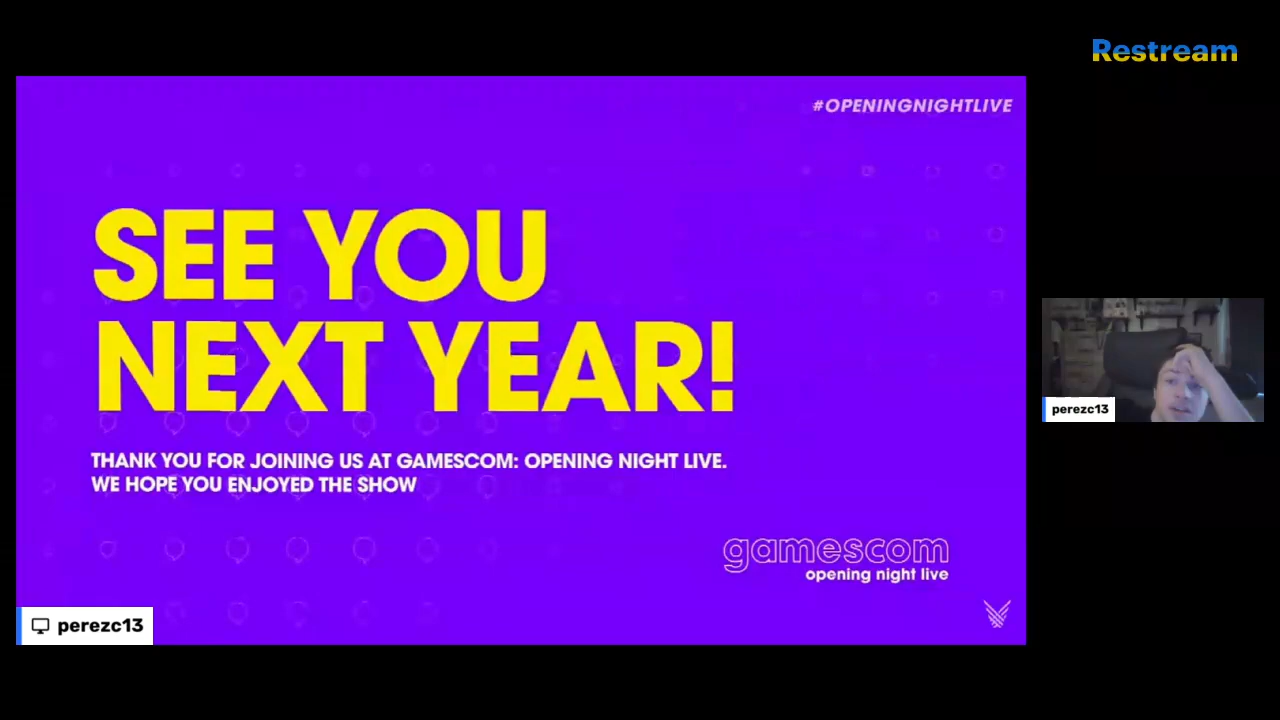 Restream
#OPENINGNIGHTLIVE
SEE YOU
NEXT YEAR!
THANK YOU FOR JOINING US AT GAMESCOM: OPENING NIGHT LIVE.
WE HOPE YOU ENJOYED THE SHOW
gamescom
opening night live
perezc13
perezc13